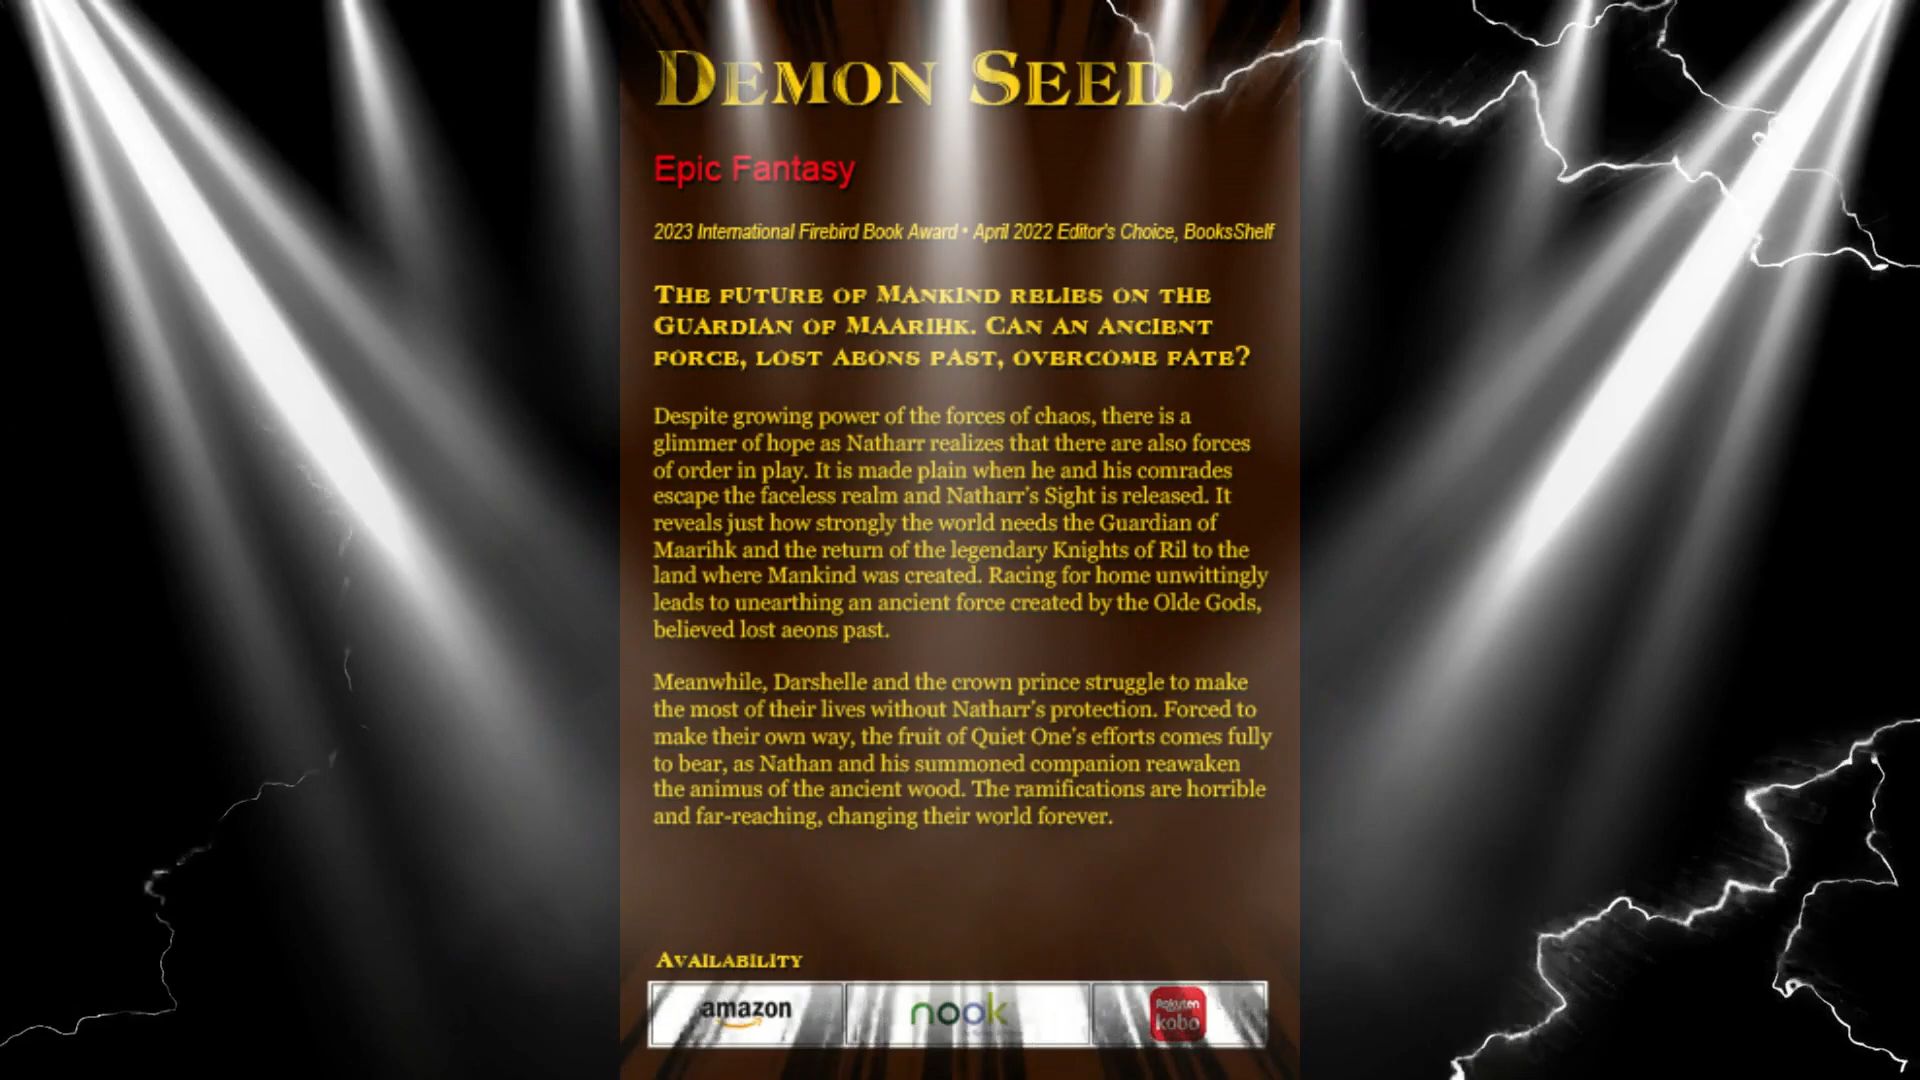 Demon Seed
Epic Fantasy
2023 International Firebird Book Award • April 2022 Editor's Choice, BooksShelf
The future of Mankind relies on the
Guardian of Maarihk. Can an ancient
force, lost aeons past, overcome fate?
Despite growing power of the forces of chaos, there is a
glimmer of hope as Natharr realizes that there are also forces
of order in play. It is made plain when he and his comrades
escape the faceless realm and Natharr's Sight is released. It
reveals just how strongly the world needs the Guardian of
Maarihk and the return of the legendary Knights of Ril to the
land where Mankind was created. Racing for home unwittingly
leads to unearthing an ancient force created by the Olde Gods,
believed lost aeons past.
Meanwhile, Darshelle and the crown prince struggle to make
the most of their lives without Natharr's protection. Forced to
make their own way, the fruit of Quiet One's efforts comes fully
to bear, as Nathan and his summoned companion reawaken
the animus of the ancient wood. The ramifications are horrible
and far-reaching, changing their world forever.
Availability
amazon nook Rakuten
kobo